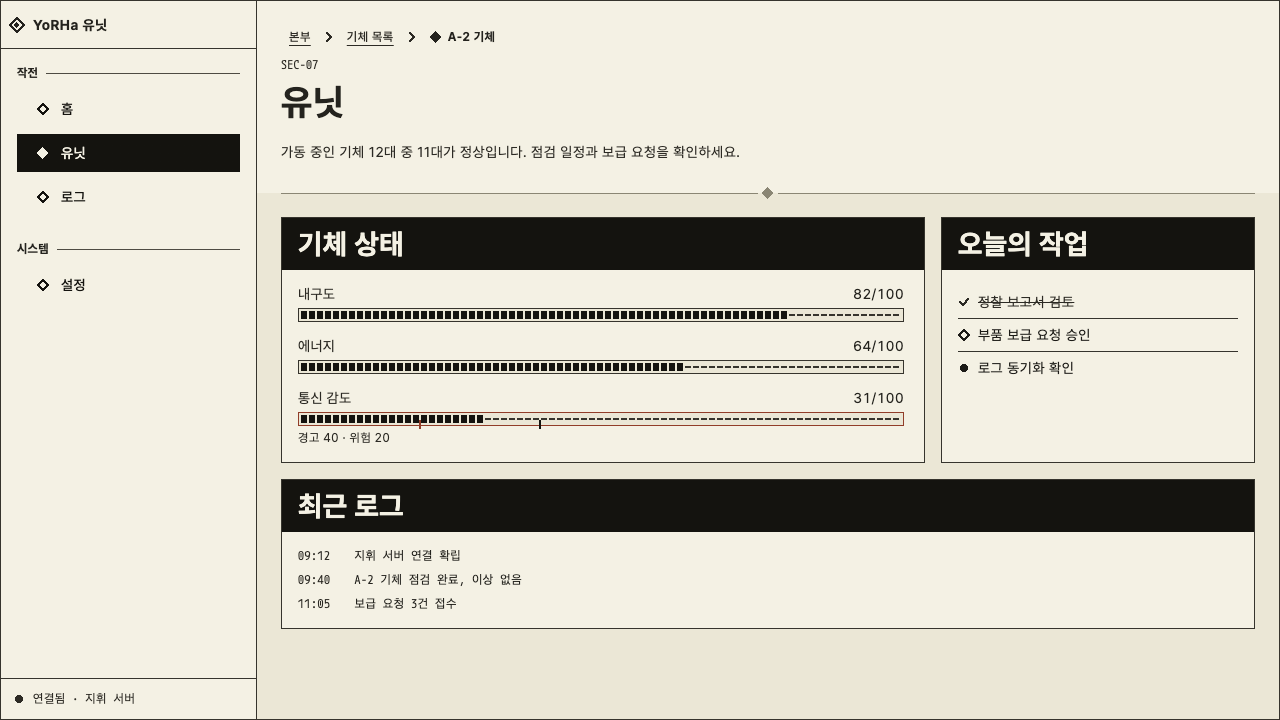 YoRHa 유닛
작전
홈
유닛
로그
시스템
설정
연결됨 · 지휘 서버
본부
기체 목록
A-2 기체
SEC-07
유닛
가동 중인 기체 12대 중 11대가 정상입니다. 점검 일정과 보급 요청을 확인하세요.
기체 상태
내구도 82/100
에너지 64/100
통신 감도 31/100
경고 40 · 위험 20
오늘의 작업
정찰 보고서 검토
부품 보급 요청 승인
로그 동기화 확인
최근 로그
09:12 지휘 서버 연결 확립
09:40 A-2 기체 점검 완료, 이상 없음
11:05 보급 요청 3건 접수